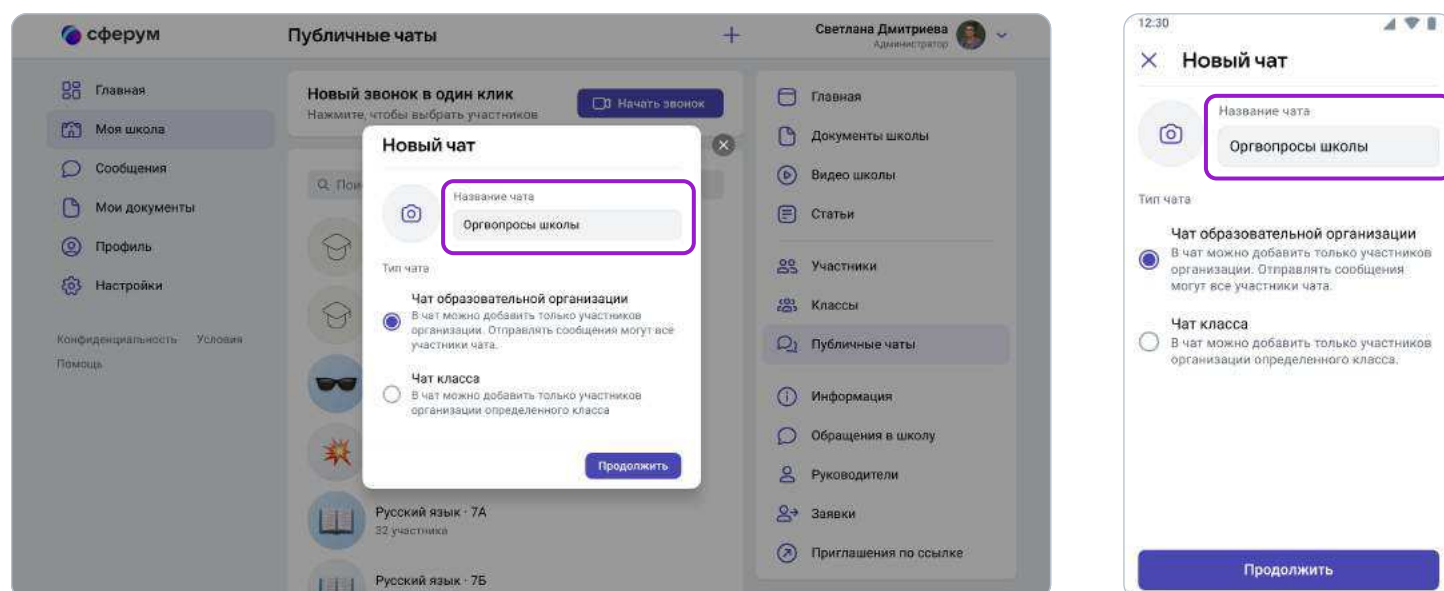 сферум
Публичные чаты
Светлана Дмитриева
Администратор
Главная
Моя школа
Сообщения
Мои документы
Профиль
Настройки
Конфиденциальность Условия
Помощь
Новый звонок в один клик
Нажмите, чтобы выбрать участников
Начать звонок
Новый чат
Название чата
Оргвопросы школы
Тип чата
Чат образовательной организации
В чат можно добавить только участников
организации. Отправлять сообщения могут все
участники чата.
Чат класса
В чат можно добавить только участников
организации определенного класса
Продолжить
Русский язык · 7А
32 участника
Русский язык · 7Б
Главная
Документы школы
Видео школы
Статьи
Участники
Классы
Публичные чаты
Информация
Обращения в школу
Руководители
Заявки
Приглашения по ссылке
12:30
Новый чат
Название чата
Оргвопросы школы
Тип чата
Чат образовательной организации
В чат можно добавить только участников
организации. Отправлять сообщения
могут все участники чата.
Чат класса
В чат можно добавить только участников
организации определенного класса.
Продолжить